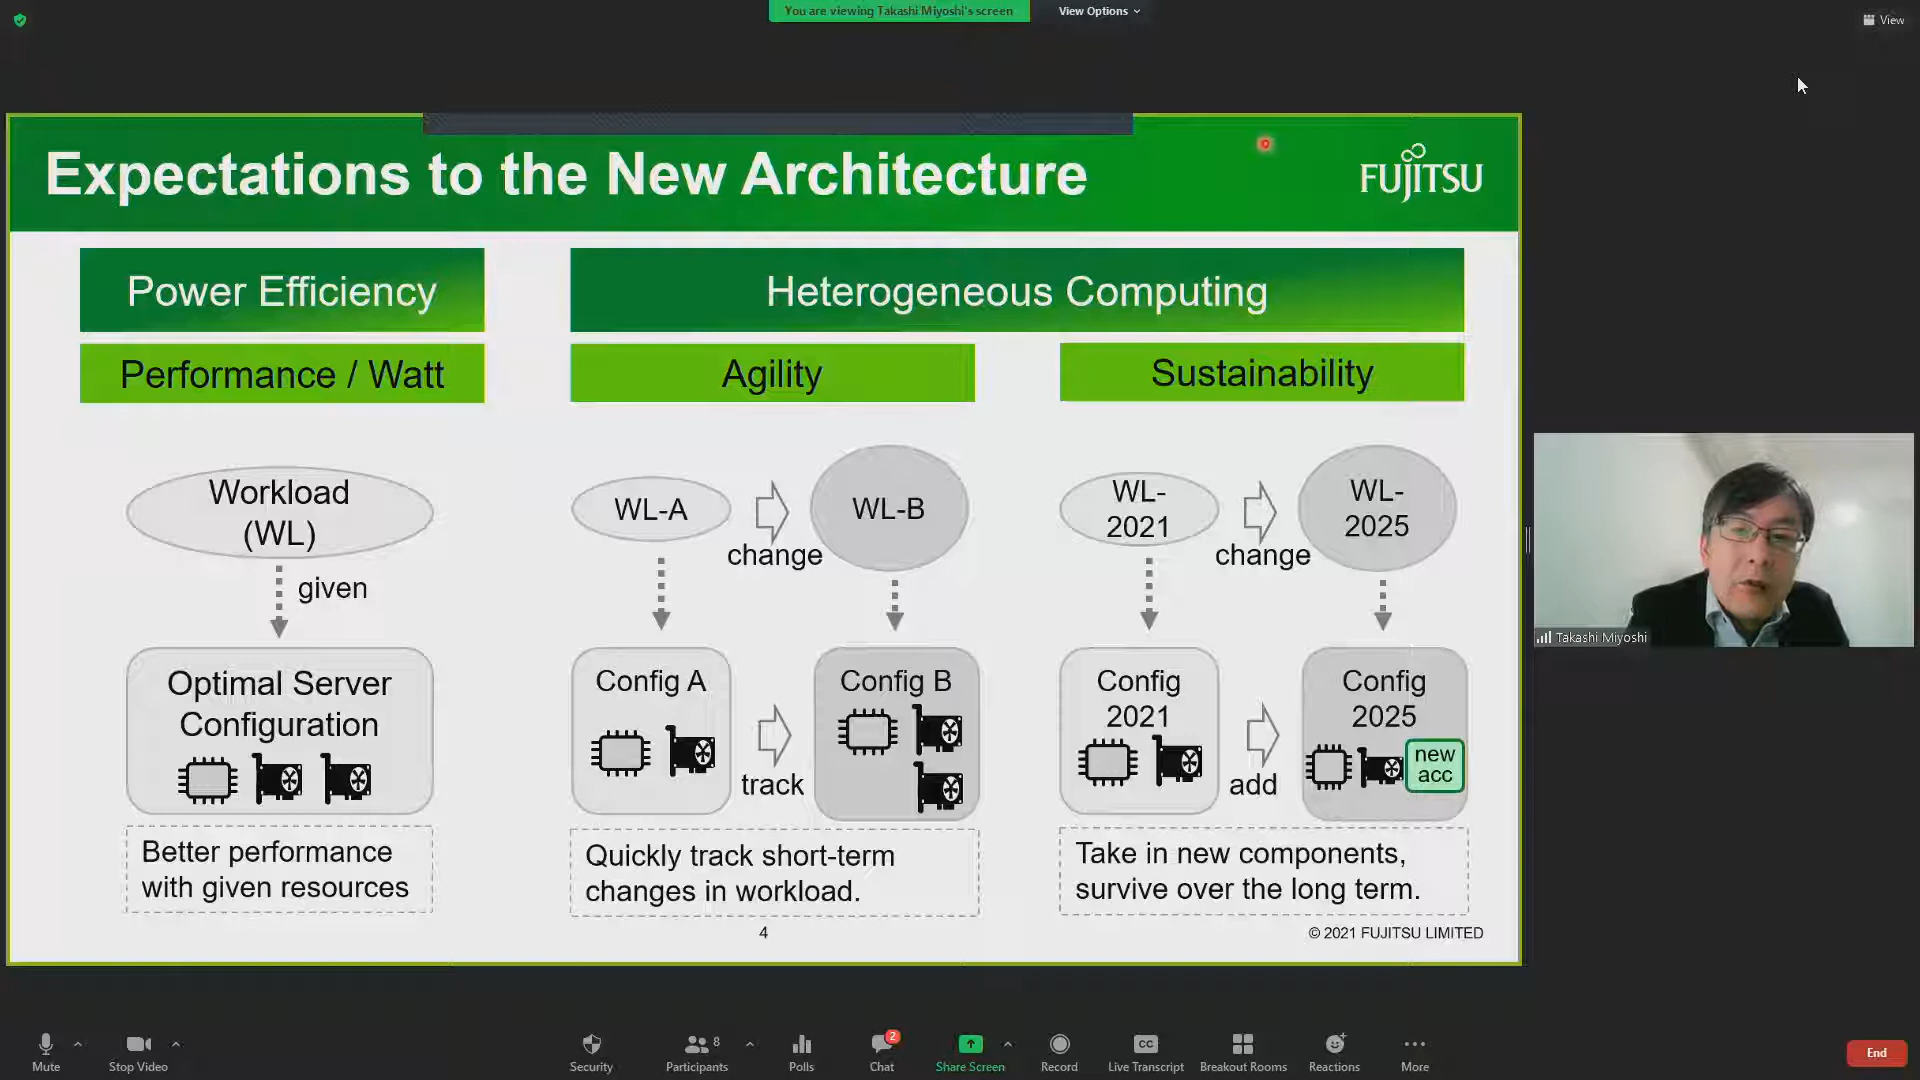 You are viewing Takashi Miyoshi's screen
View Options
View
Expectations to the New Architecture
FUJITSU
Power Efficiency
Heterogeneous Computing
Performance / Watt
Agility
Sustainability
Workload
(WL)
given
Optimal Server
Configuration
Better performance
with given resources
WL-A
change
WL-B
Config A
track
Config B
Quickly track short-term
changes in workload.
WL-
2021
change
WL-
2025
Config
2021
add
Config
2025
new
acc
Take in new components,
survive over the long term.
4
© 2021 FUJITSU LIMITED
Takashi Miyoshi
Mute
Stop Video
Security
8
Participants
Polls
2
Chat
Share Screen
Record
CC
Live Transcript
Breakout Rooms
Reactions
More
End